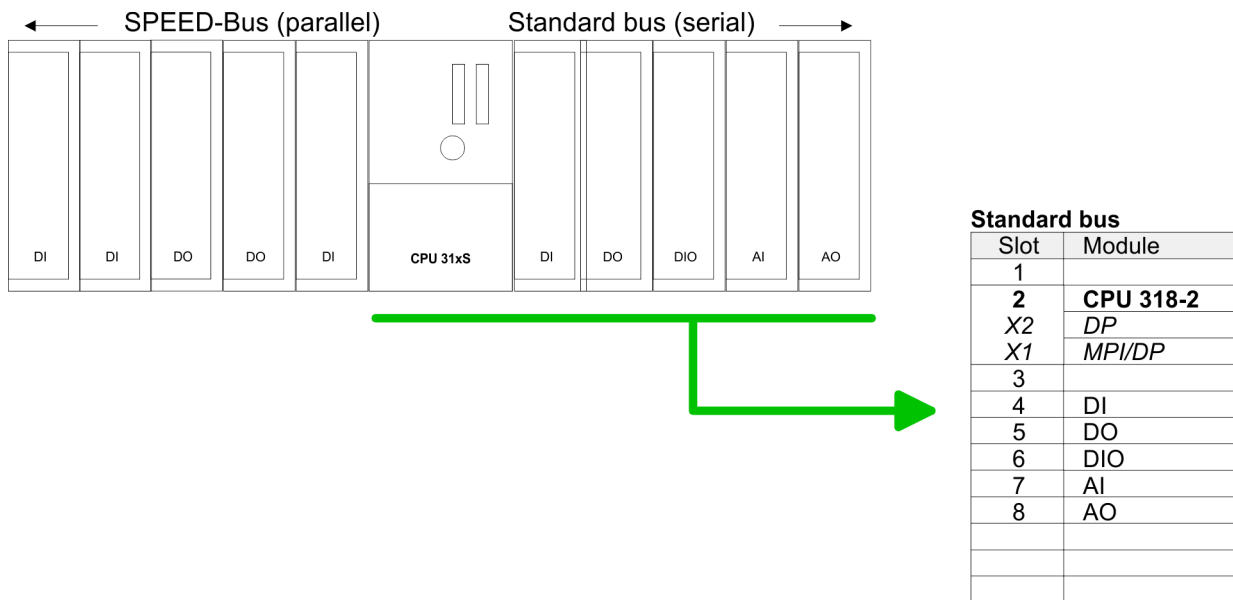 SPEED-Bus (parallel) Standard bus (serial)
DI DI DO DO DI CPU 31xS DI DO DIO AI AO
Standard bus
Slot Module
1
2 CPU 318-2
X2 DP
X1 MPI/DP
3
4 DI
5 DO
6 DIO
7 AI
8 AO